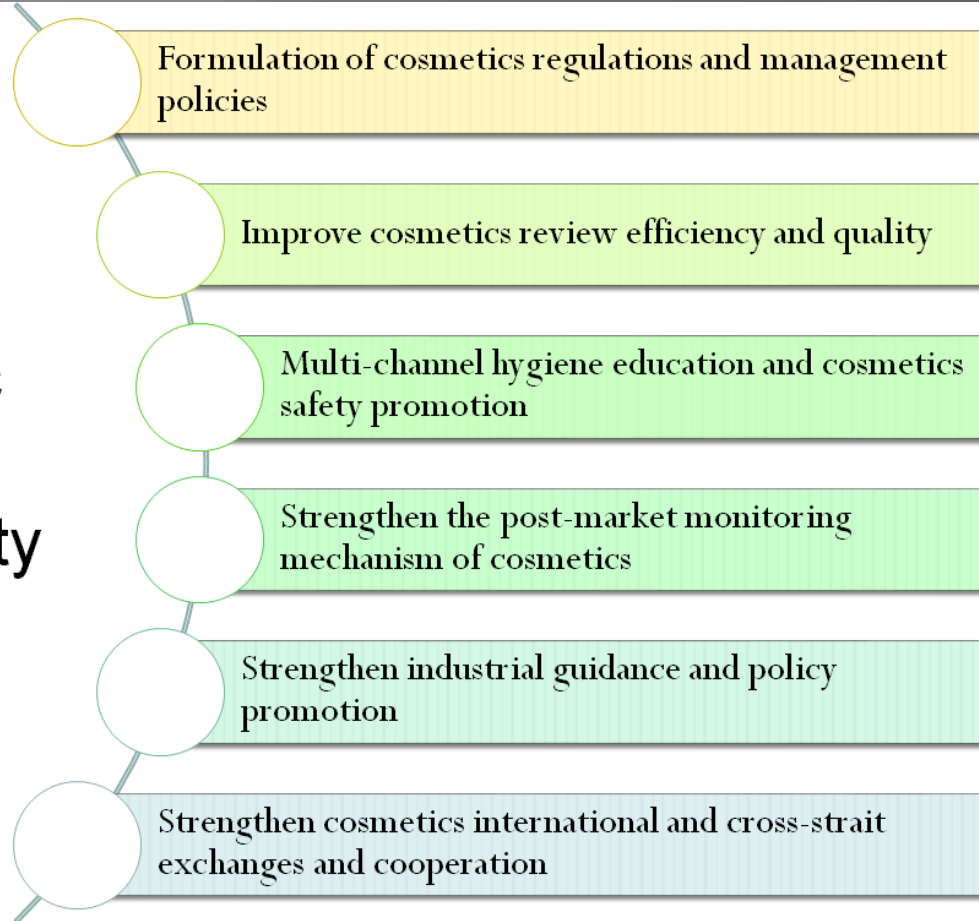 Formulation of cosmetics regulations and management
policies
Improve cosmetics review efficiency and quality
Multi-channel hygiene education and cosmetics
safety promotion
Strengthen the post-market monitoring
mechanism of cosmetics
ty
Strengthen industrial guidance and policy
promotion
Strengthen cosmetics international and cross-strait
exchanges and cooperation